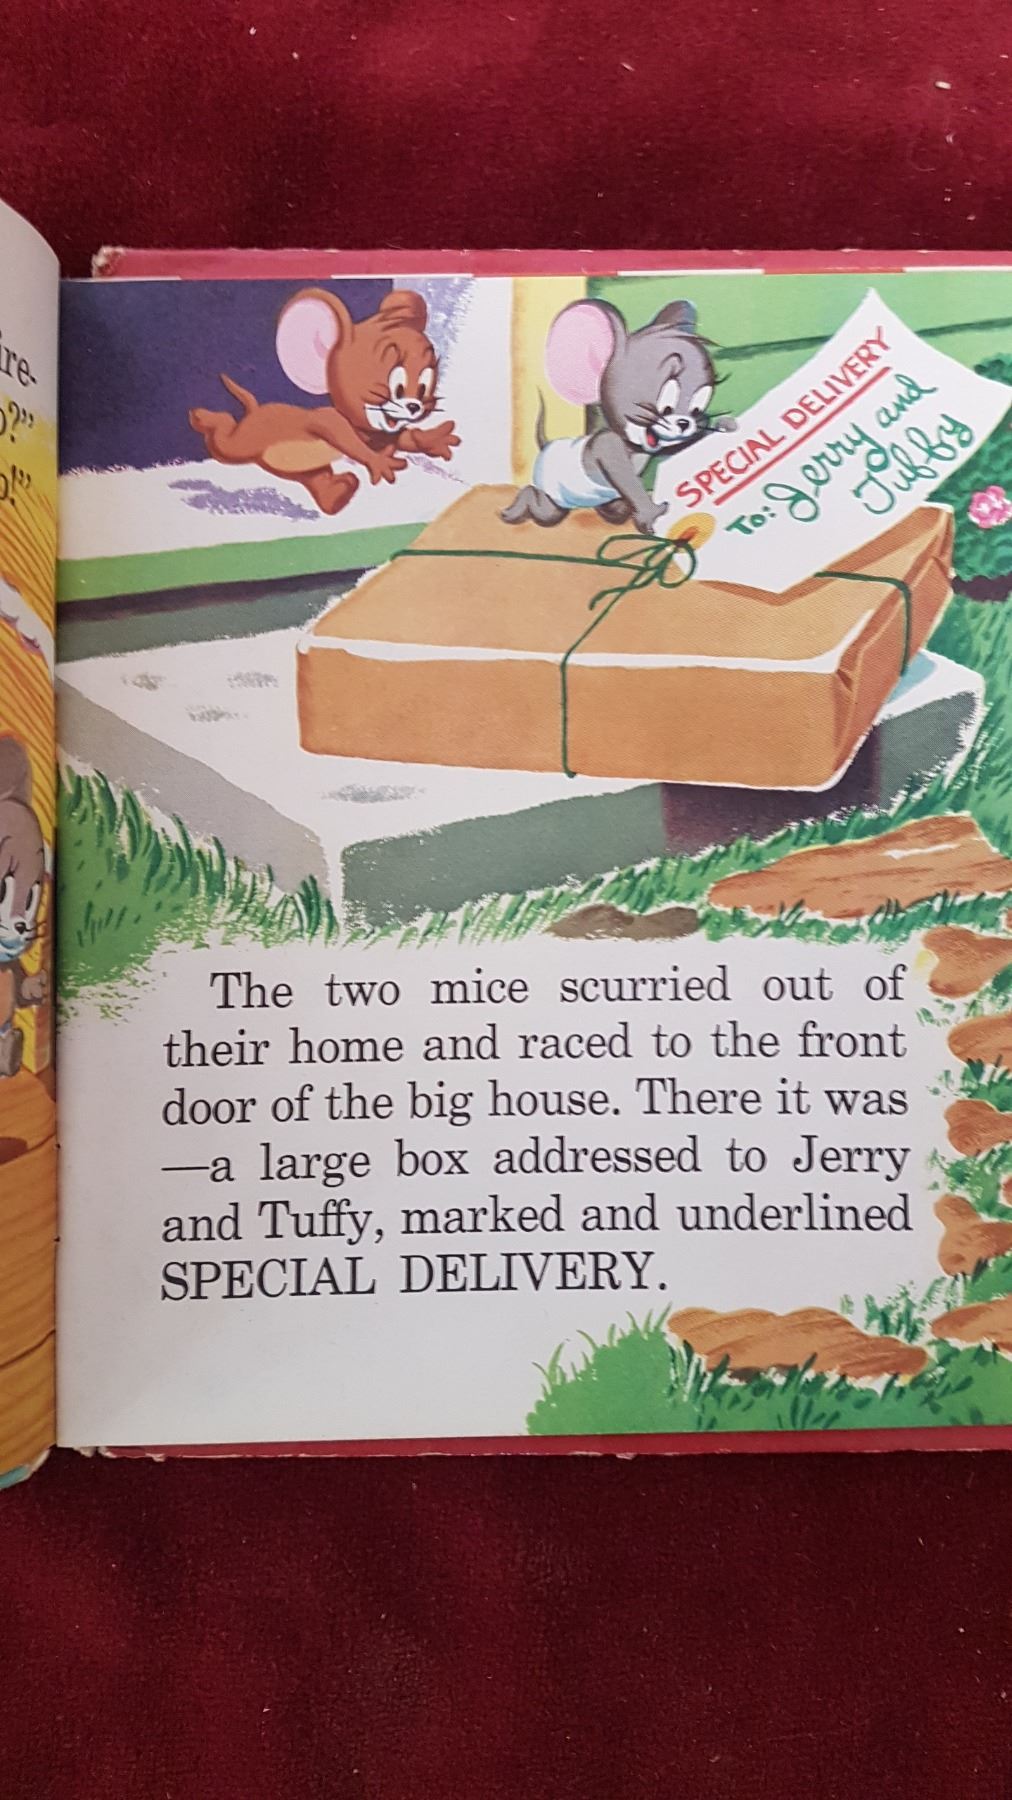 ire-
o?"
o!"
SPECIAL DELIVERY
To: Jerry and
Tuffy
The two mice scurried out of
their home and raced to the front
door of the big house. There it was
—a large box addressed to Jerry
and Tuffy, marked and underlined
SPECIAL DELIVERY.